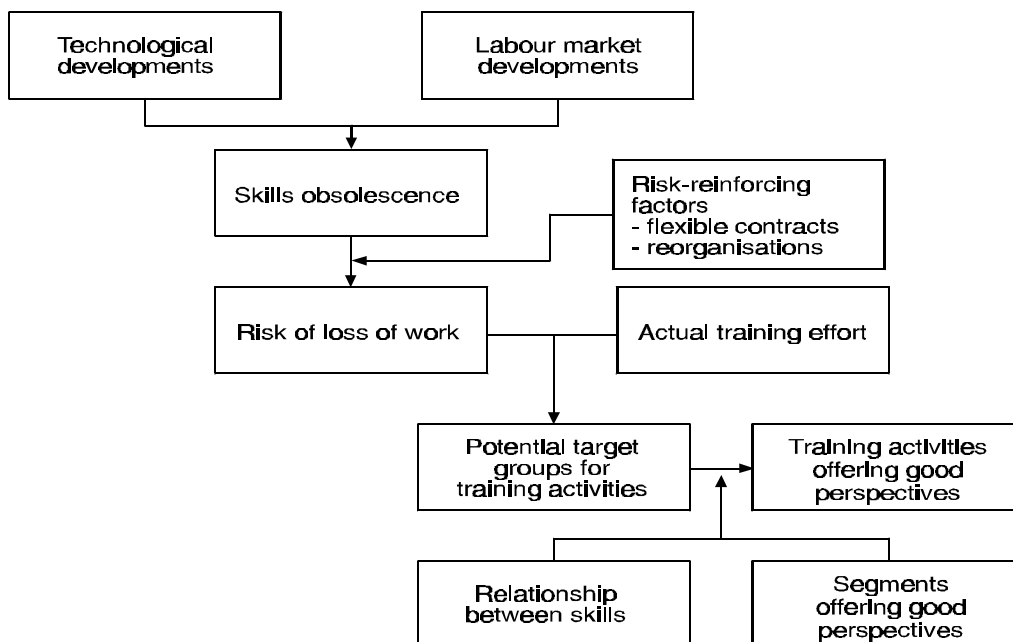 Technological
developments
Labour market
developments
Skills obsolescence
Risk-reinforcing
factors
- flexible contracts
- reorganisations
Risk of loss of work
Actual training effort
Potential target
groups for
training activities
Training activities
offering good
perspectives
Relationship
between skills
Segments
offering good
perspectives